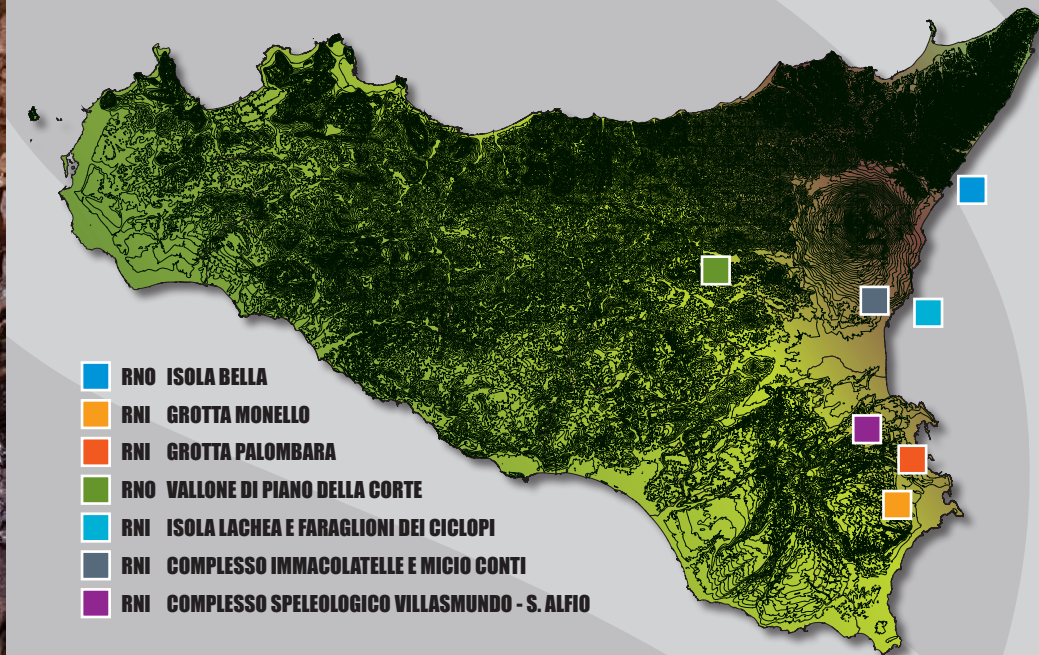 RNO ISOLA BELLA
RNI GROTTA MONELLO
RNI GROTTA PALOMBARA
RNO VALLONE DI PIANO DELLA CORTE
RNI ISOLA LACHEA E FARAGLIONI DEI CICLOPI
RNI COMPLESSO IMMACOLATELLE E MICIO CONTI
RNI COMPLESSO SPELEOLOGICO VILLASMUNDO - S. ALFIO